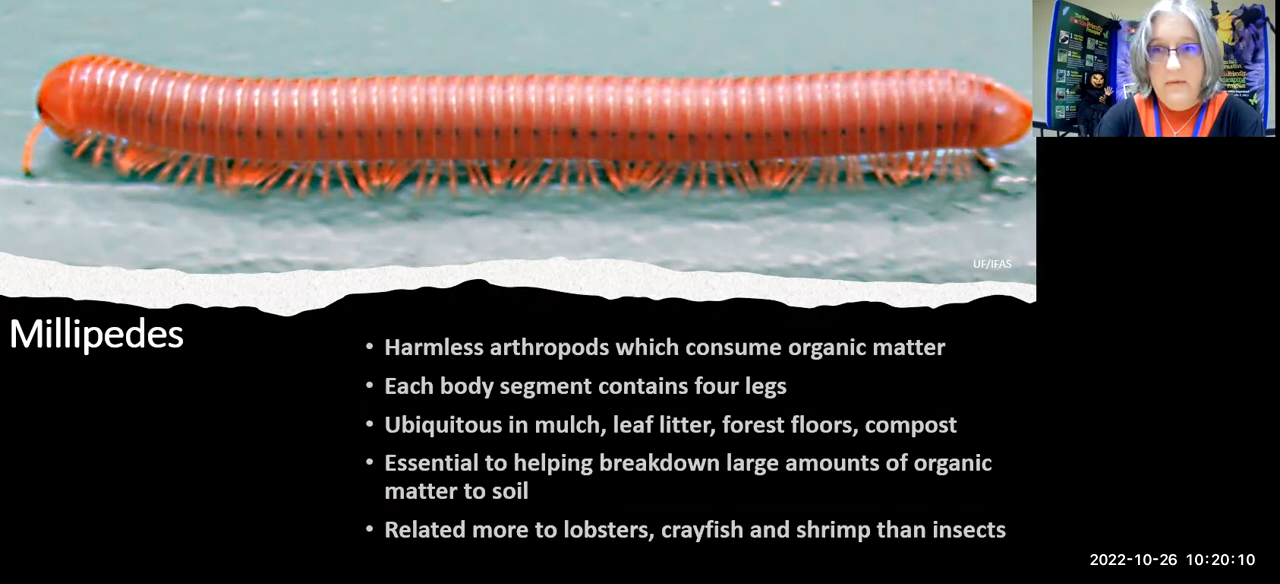 UF/IFAS
Millipedes
• Harmless arthropods which consume organic matter
• Each body segment contains four legs
• Ubiquitous in mulch, leaf litter, forest floors, compost
• Essential to helping breakdown large amounts of organic
matter to soil
• Related more to lobsters, crayfish and shrimp than insects
2022-10-26 10:20:10